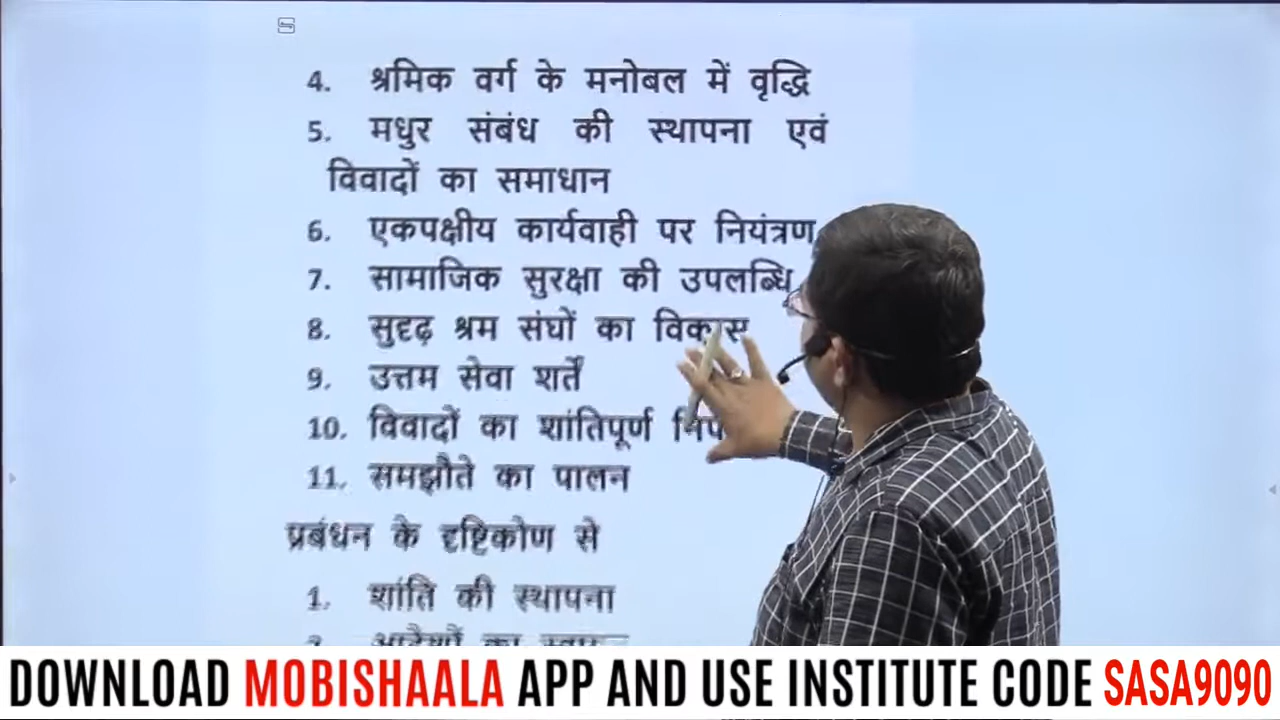 4. श्रमिक वर्ग के मनोबल में वृद्धि
5. मधुर संबंध की स्थापना एवं
विवादों का समाधान
6. एकपक्षीय कार्यवाही पर नियंत्रण
7. सामाजिक सुरक्षा की उपलब्धि
8. सुदृढ़ श्रम संघों का विकास
9. उत्तम सेवा शर्तें
10. विवादों का शांतिपूर्ण
11. समझौते का पालन
प्रबंधन के दृष्टिकोण से
1. शांति की स्थापना
DOWNLOAD MOBISHAALA APP AND USE INSTITUTE CODE SASA9090